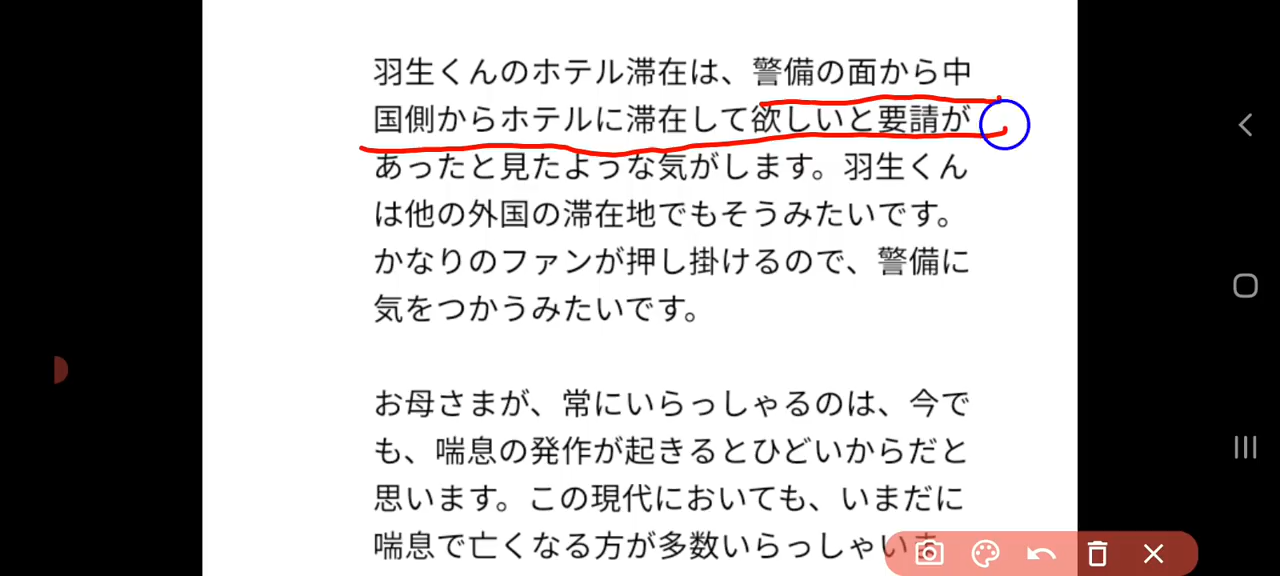 羽生くんのホテル滞在は、警備の面から中
国側からホテルに滞在して欲しいと要請が
あったと見たような気がします。羽生くん
は他の外国の滞在地でもそうみたいです。
かなりのファンが押し掛けるので、警備に
気をつかうみたいです。
お母さまが、常にいらっしゃるのは、今で
も、喘息の発作が起きるとひどいからだと
思います。この現代においても、いまだに
喘息で亡くなる方が多数いらっしゃいま